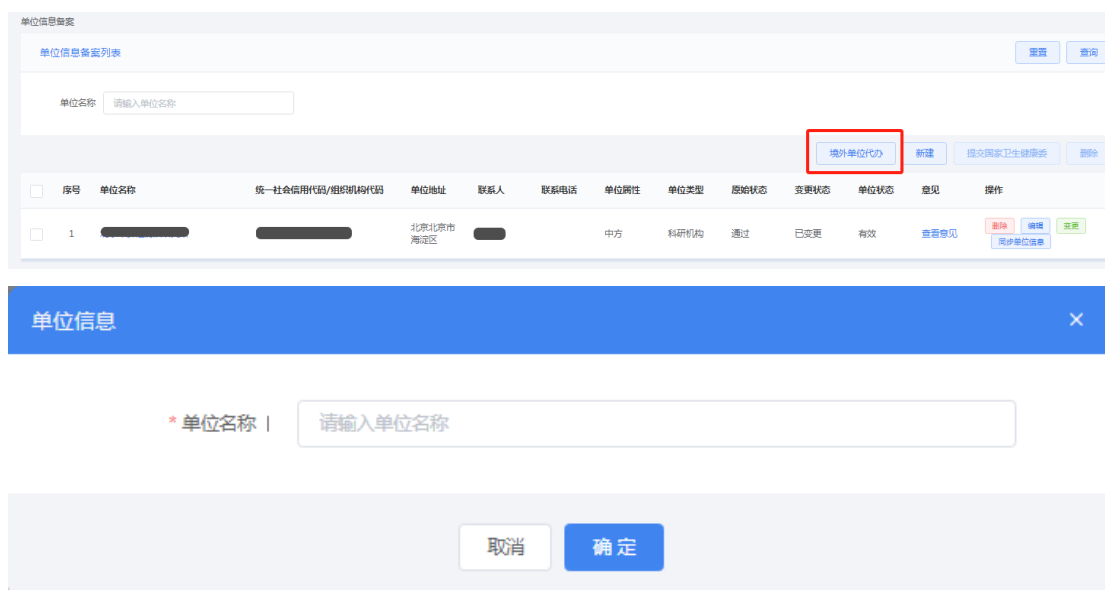 单位信息备案
单位信息备案列表 重置 查询
单位名称 请输入单位名称
境外单位代办 新建 提交国家卫生健康委 删除
序号 单位名称 统一社会信用代码/组织机构代码 单位地址 联系人 联系电话 单位属性 单位类型 原始状态 变更状态 单位状态 意见 操作
1 北京北京市海淀区 中方 科研机构 通过 已变更 有效 查看意见 删除 编辑 变更
同步单位信息
单位信息 ×
* 单位名称 | 请输入单位名称
取消 确定